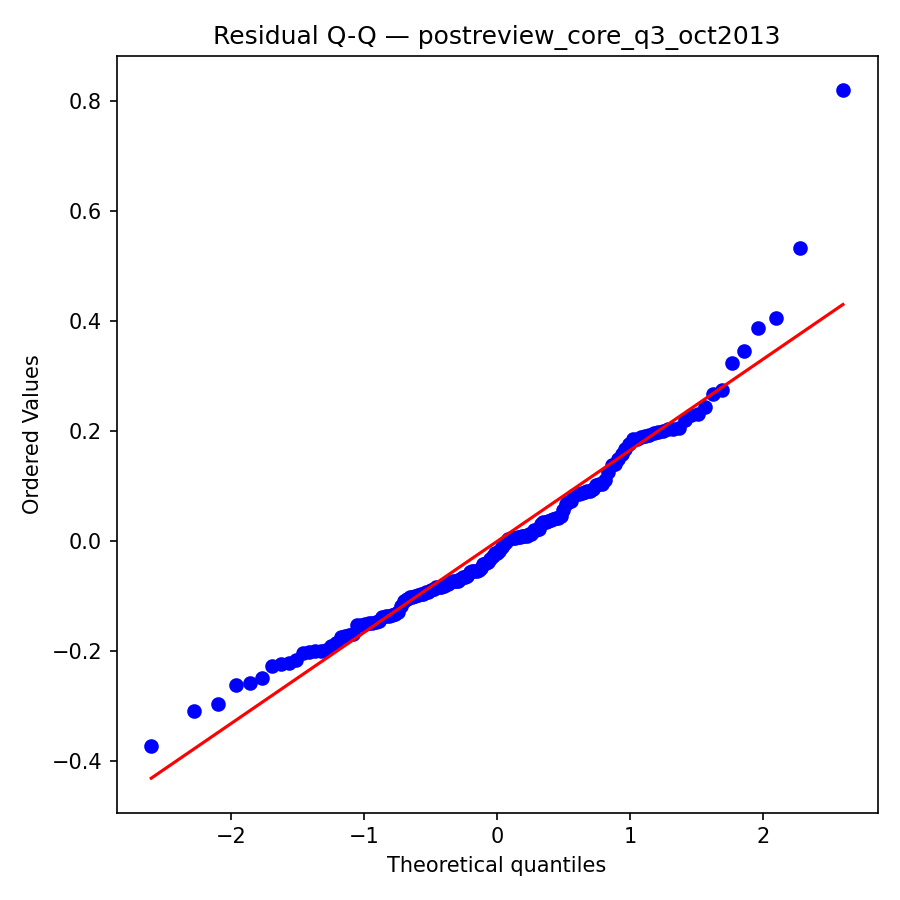 Residual Q-Q — postreview_core_q3_oct2013
Ordered Values
0.8
0.6
0.4
0.2
0.0
−0.2
−0.4
−2 −1 0 1 2
Theoretical quantiles